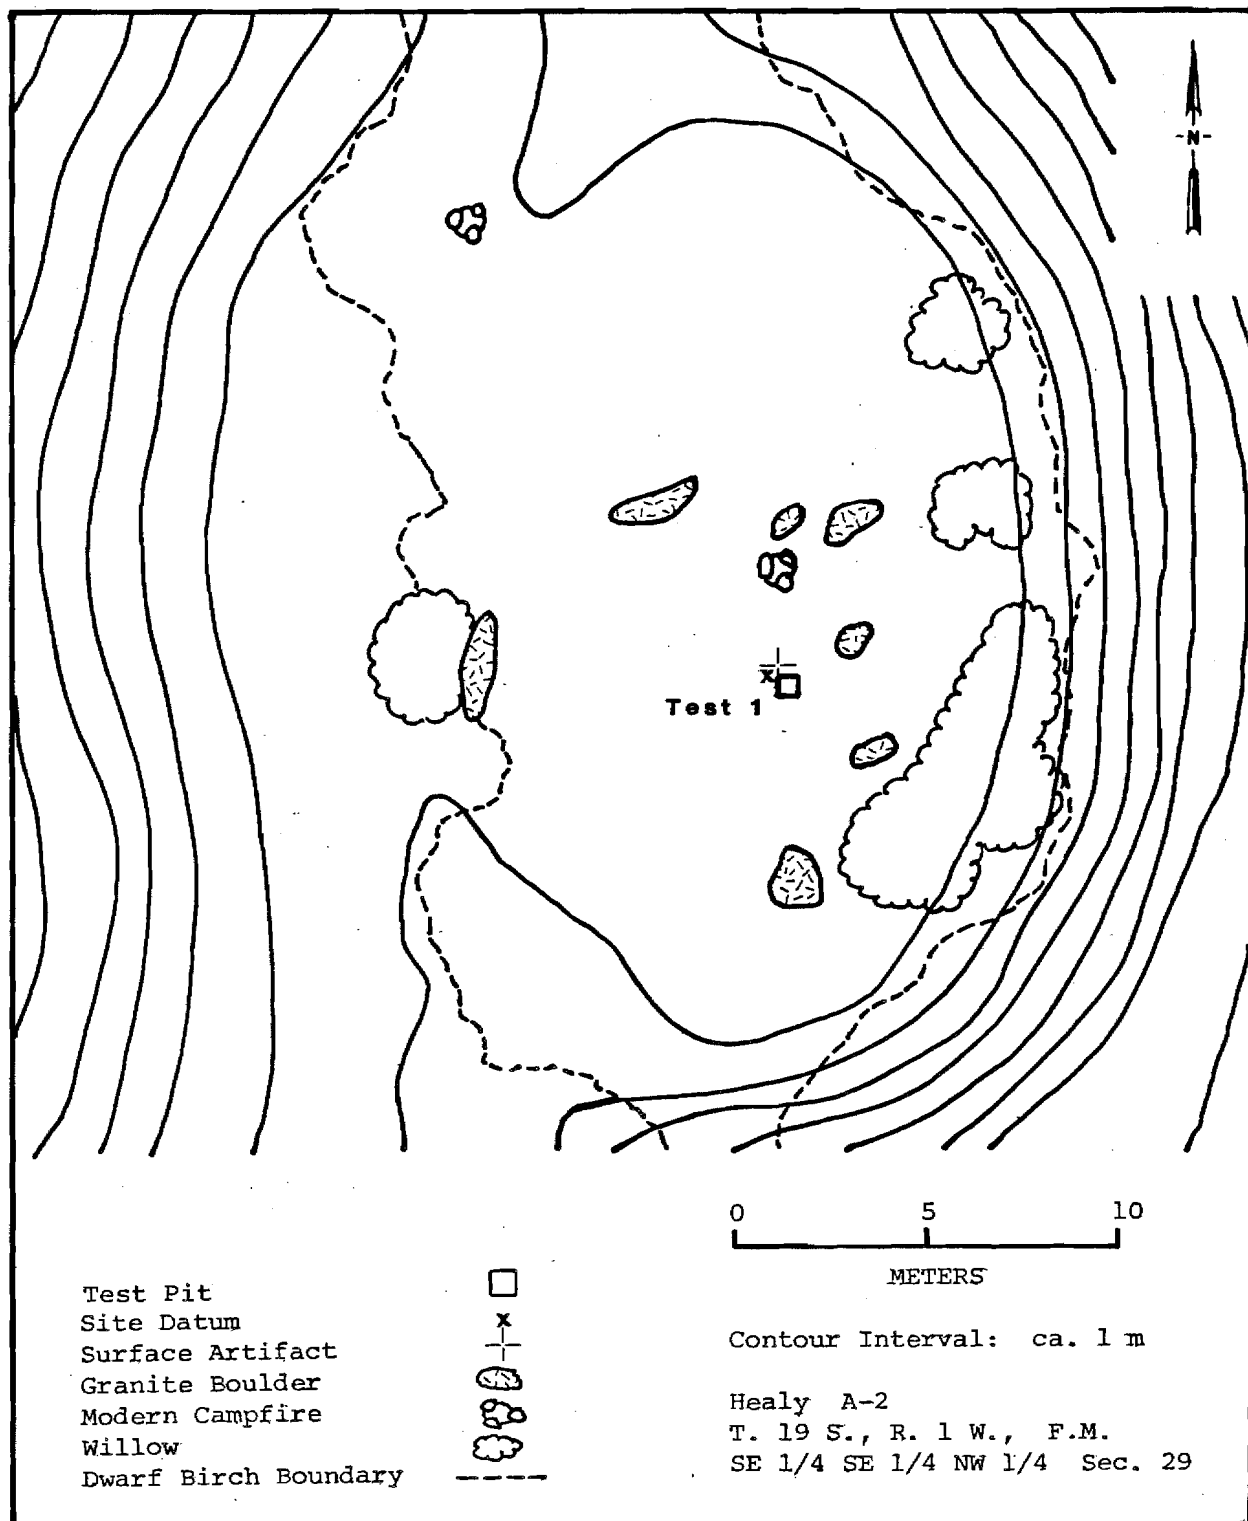 -N-
Test 1
0 5 10
METERS
Test Pit
Site Datum
Surface Artifact
Granite Boulder
Modern Campfire
Willow
Dwarf Birch Boundary
Contour Interval: ca. 1 m
Healy A-2
T. 19 S., R. 1 W., F.M.
SE 1/4 SE 1/4 NW 1/4 Sec. 29